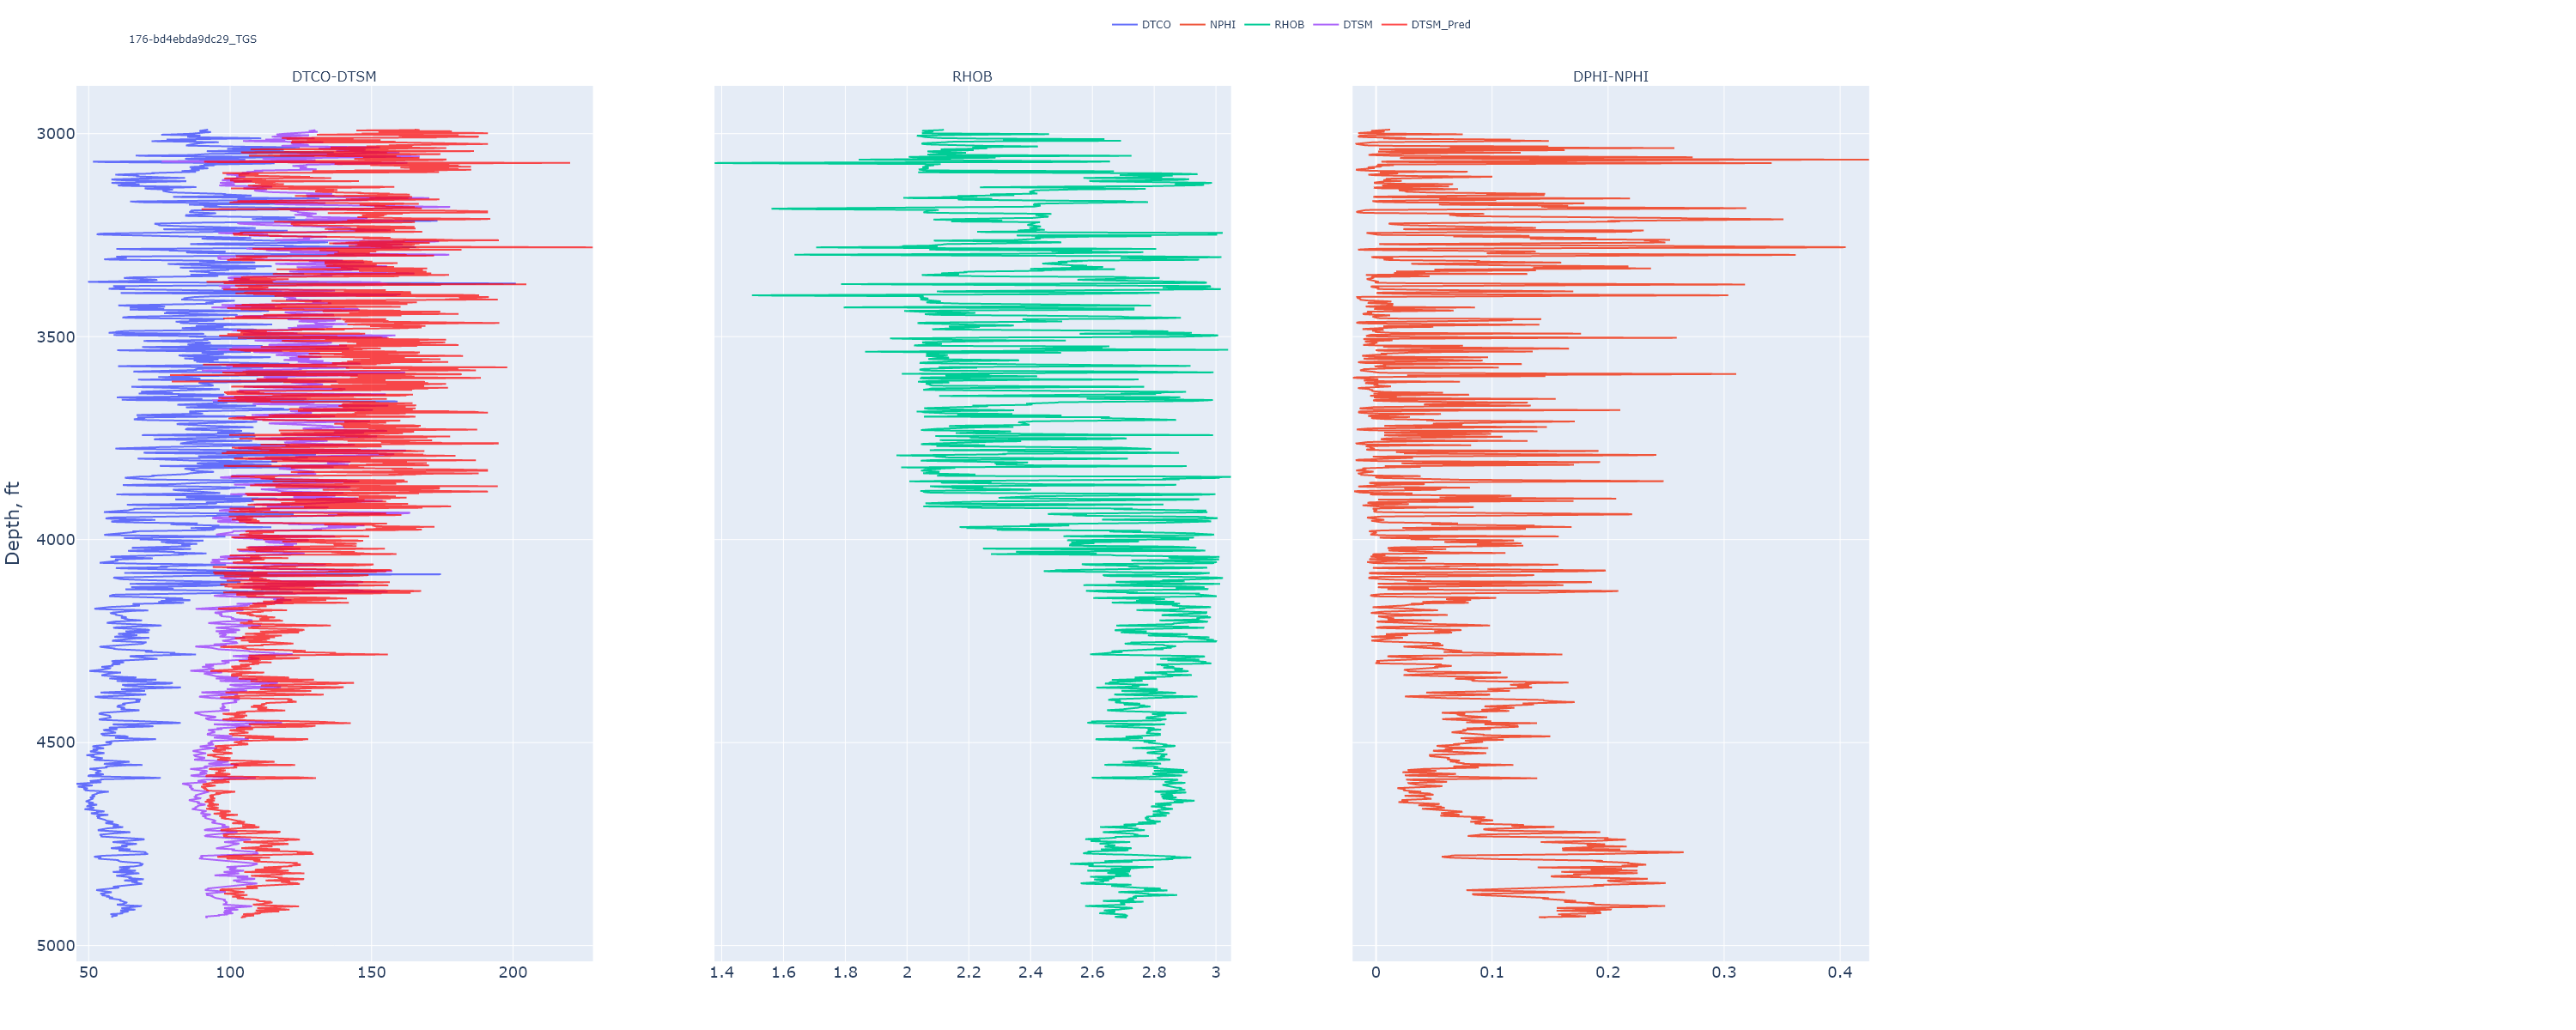 DTCO NPHI RHOB DTSM DTSM_Pred
176-bd4ebda9dc29_TGS
DTCO-DTSM RHOB DPHI-NPHI
3000
3500
4000
4500
5000
Depth, ft
50 100 150 200 1.4 1.6 1.8 2 2.2 2.4 2.6 2.8 3 0 0.1 0.2 0.3 0.4